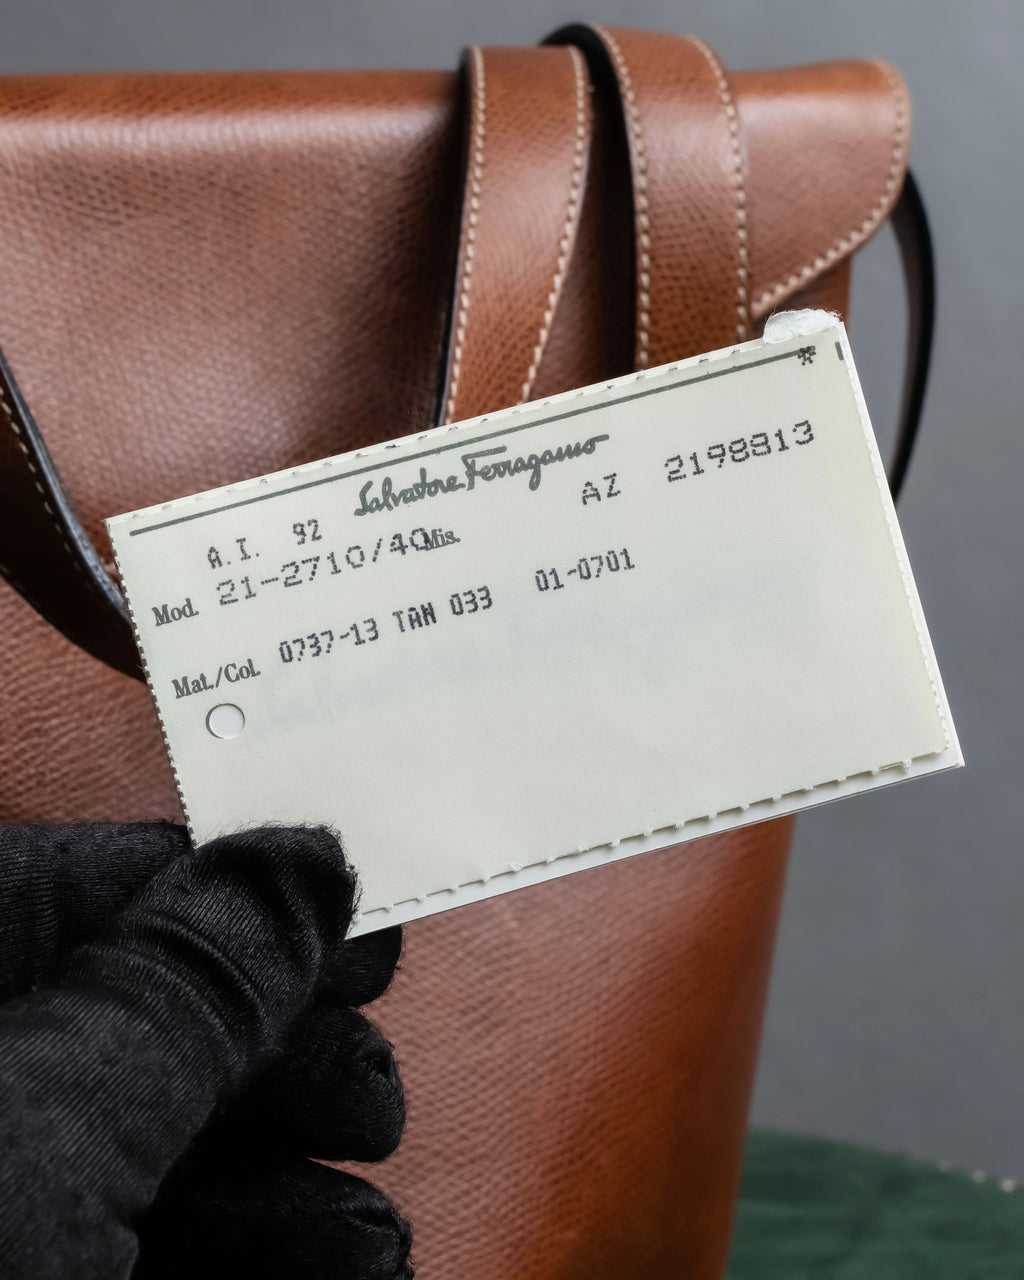 *
Salvatore Ferragamo
A.I. 92 AZ 2198813
Mod. 21-2710/40 Mis.
Mat./Col. 0737-13 TAN 033 01-0701